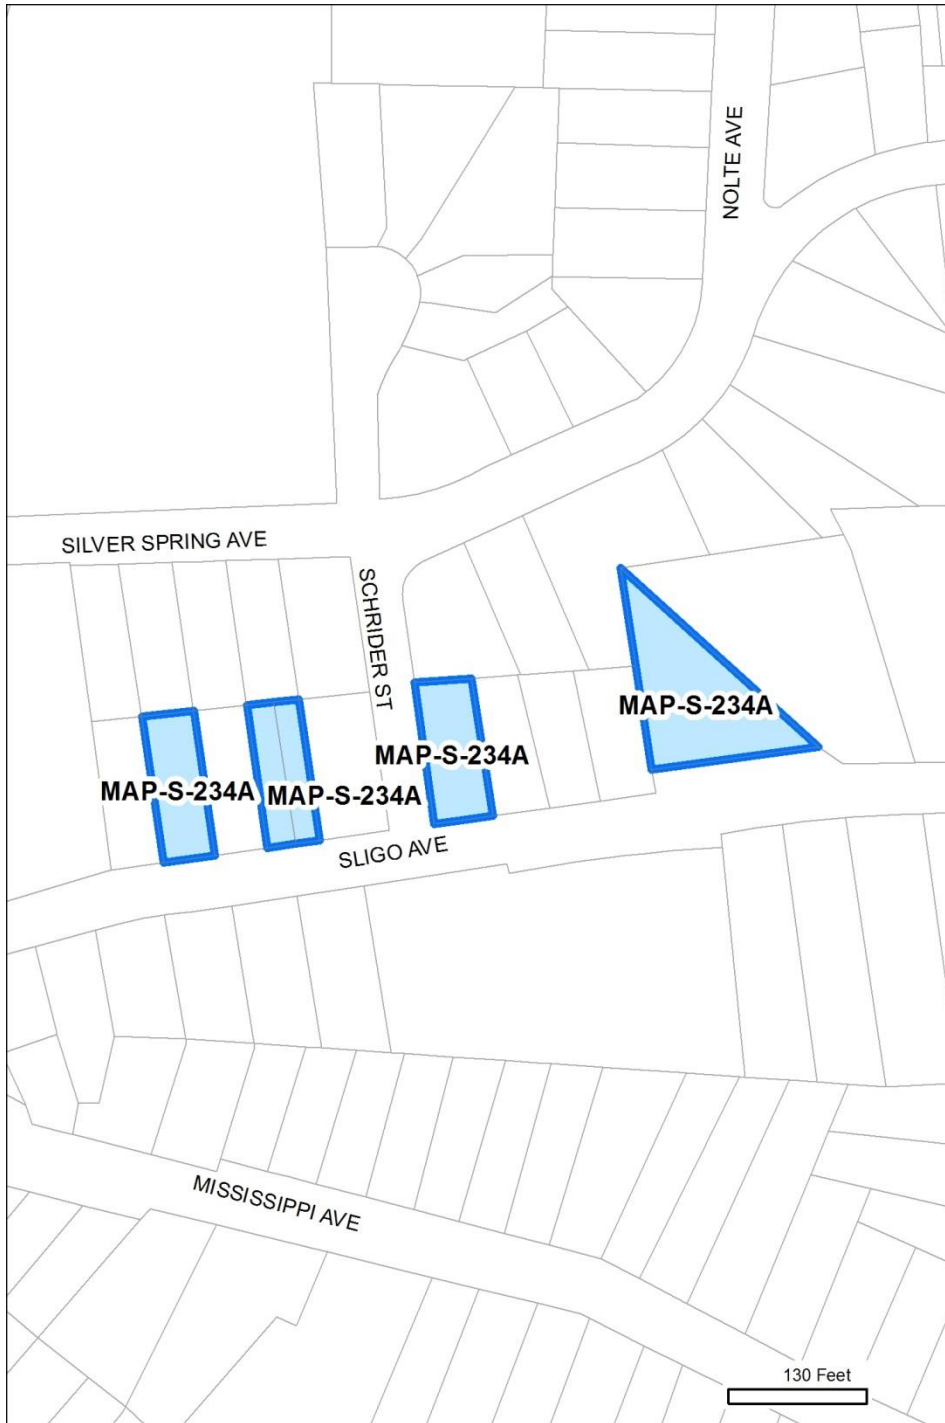 NOLTE AVE
SILVER SPRING AVE
SCHRIDER ST
MAP-S-234A
MAP-S-234A
MAP-S-234A
MAP-S-234A
SLIGO AVE
MISSISSIPPI AVE
130 Feet